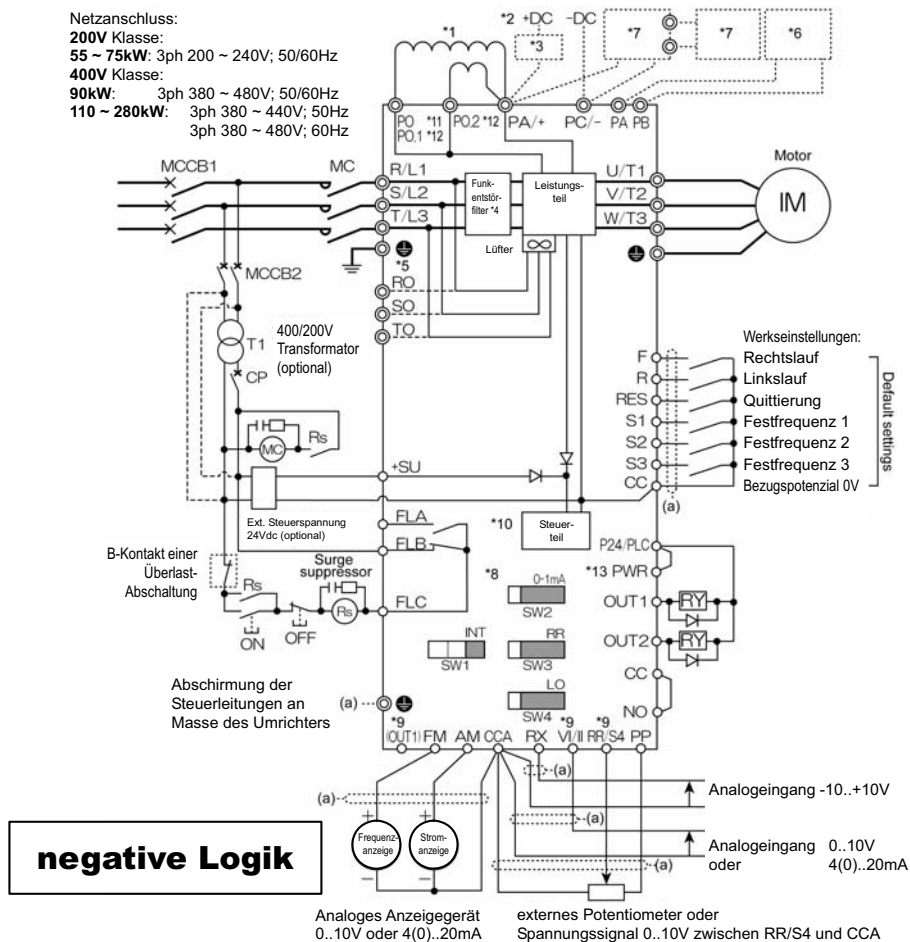 Netzanschluss:
200V Klasse:
55 ~ 75kW: 3ph 200 ~ 240V; 50/60Hz
400V Klasse:
90kW: 3ph 380 ~ 480V; 50/60Hz
110 ~ 280kW: 3ph 380 ~ 440V; 50Hz
3ph 380 ~ 480V; 60Hz
*1
*2 +DC
-DC
*3
*7
*7
*6
PO *11
PO.1 *12
PO.2 *12
PA/+
PC/-
PA
PB
MCCB1
MC
R/L1
S/L2
T/L3
Funk-
entstör-
filter *4
Leistungs-
teil
Lüfter
U/T1
V/T2
W/T3
Motor
IM
*5
RO
SO
TO
MCCB2
T1
400/200V
Transformator
(optional)
CP
MC
Rs
Ext. Steuerspannung
24Vdc (optional)
+SU
Steuer-
teil
*10
Werkseinstellungen:
F Rechtslauf
R Linkslauf
RES Quittierung
S1 Festfrequenz 1
S2 Festfrequenz 2
S3 Festfrequenz 3
CC Bezugspotenzial 0V
(a)
Default settings
FLA
FLB
FLC
B-Kontakt einer
Überlast-
Abschaltung
Surge
suppressor
Rs
Rs
ON
OFF
*8
0-1mA
SW2
INT
SW1
RR
SW3
LO
SW4
P24/PLC
*13 PWR
OUT1
RY
OUT2
RY
CC
NO
Abschirmung der
Steuerleitungen an
Masse des Umrichters
(a)
*9
(OUT1)
FM
AM
CCA
RX
*9
VI/II
*9
RR/S4
PP
(a)
(a)
(a)
(a)
Analogeingang -10..+10V
Analogeingang 0..10V
oder 4(0)..20mA
+
Frequenz-
anzeige
−
+
Strom-
anzeige
−
negative Logik
Analoges Anzeigegerät
0..10V oder 4(0)..20mA
externes Potentiometer oder
Spannungssignal 0..10V zwischen RR/S4 und CCA